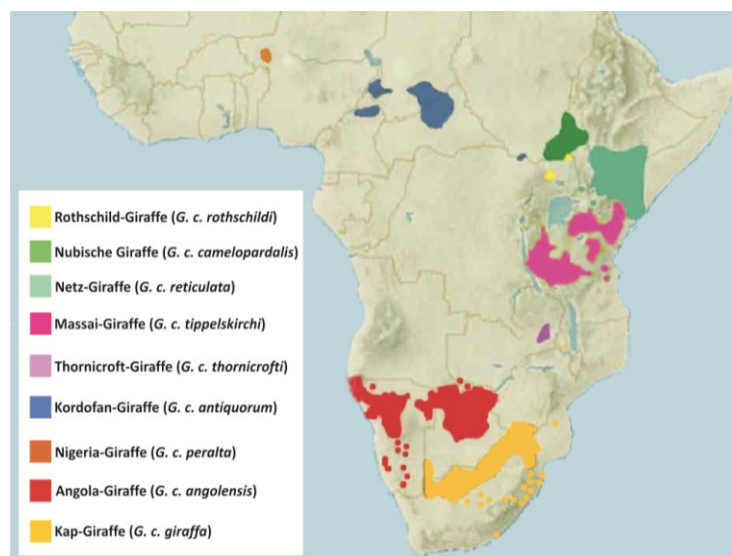 Rothschild-Giraffe (G. c. rothschildi)
Nubische Giraffe (G. c. camelopardalis)
Netz-Giraffe (G. c. reticulata)
Massai-Giraffe (G. c. tippelskirchi)
Thornicroft-Giraffe (G. c. thornicrofti)
Kordofan-Giraffe (G. c. antiquorum)
Nigeria-Giraffe (G. c. peralta)
Angola-Giraffe (G. c. angolensis)
Kap-Giraffe (G. c. giraffa)